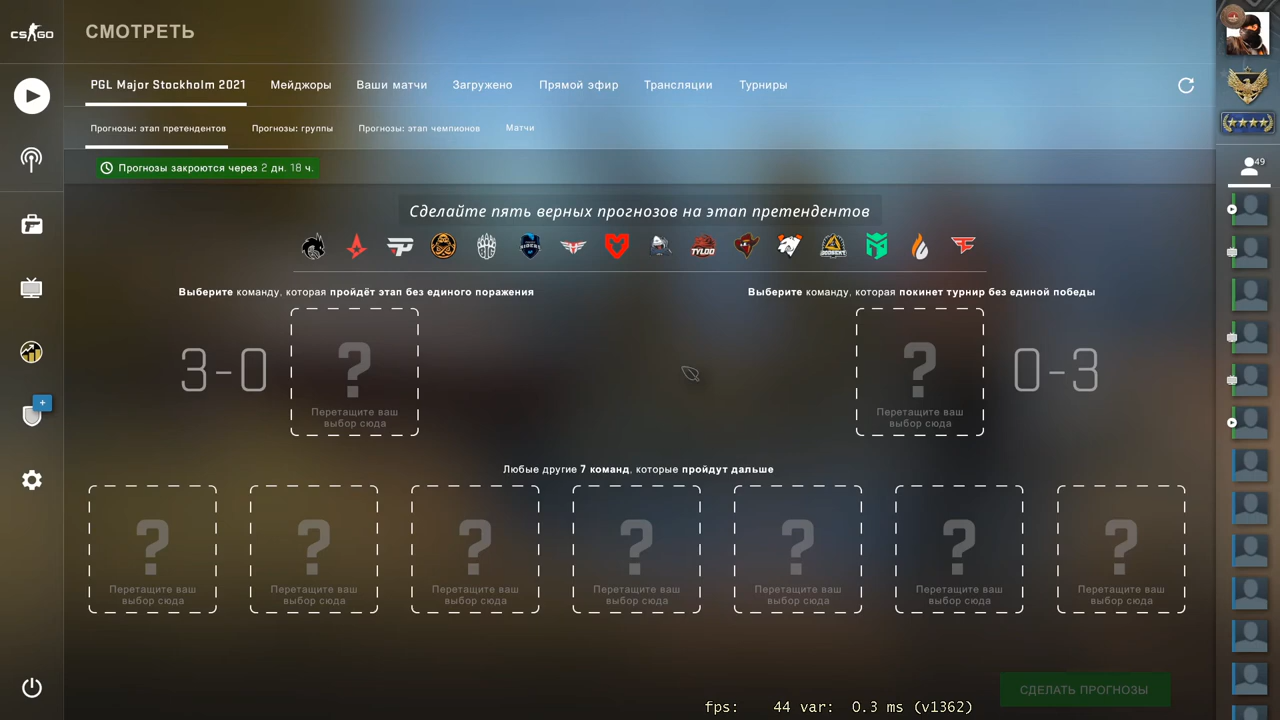 CS GO
СМОТРЕТЬ
PGL Major Stockholm 2021
Мейджоры
Ваши матчи
Загружено
Прямой эфир
Трансляции
Турниры
Прогнозы: этап претендентов
Прогнозы: группы
Прогнозы: этап чемпионов
Матчи
Прогнозы закроются через 2 дн. 18 ч.
49
Сделайте пять верных прогнозов на этап претендентов
TYLOO
Выберите команду, которая пройдёт этап без единого поражения
Выберите команду, которая покинет турнир без единой победы
3-0
?
Перетащите ваш
выбор сюда
?
Перетащите ваш
выбор сюда
0-3
+
Любые другие 7 команд, которые пройдут дальше
?
Перетащите ваш
выбор сюда
?
Перетащите ваш
выбор сюда
?
Перетащите ваш
выбор сюда
?
Перетащите ваш
выбор сюда
?
Перетащите ваш
выбор сюда
?
Перетащите ваш
выбор сюда
?
Перетащите ваш
выбор сюда
СДЕЛАТЬ ПРОГНОЗЫ
fps: 44 var: 0.3 ms (v1362)